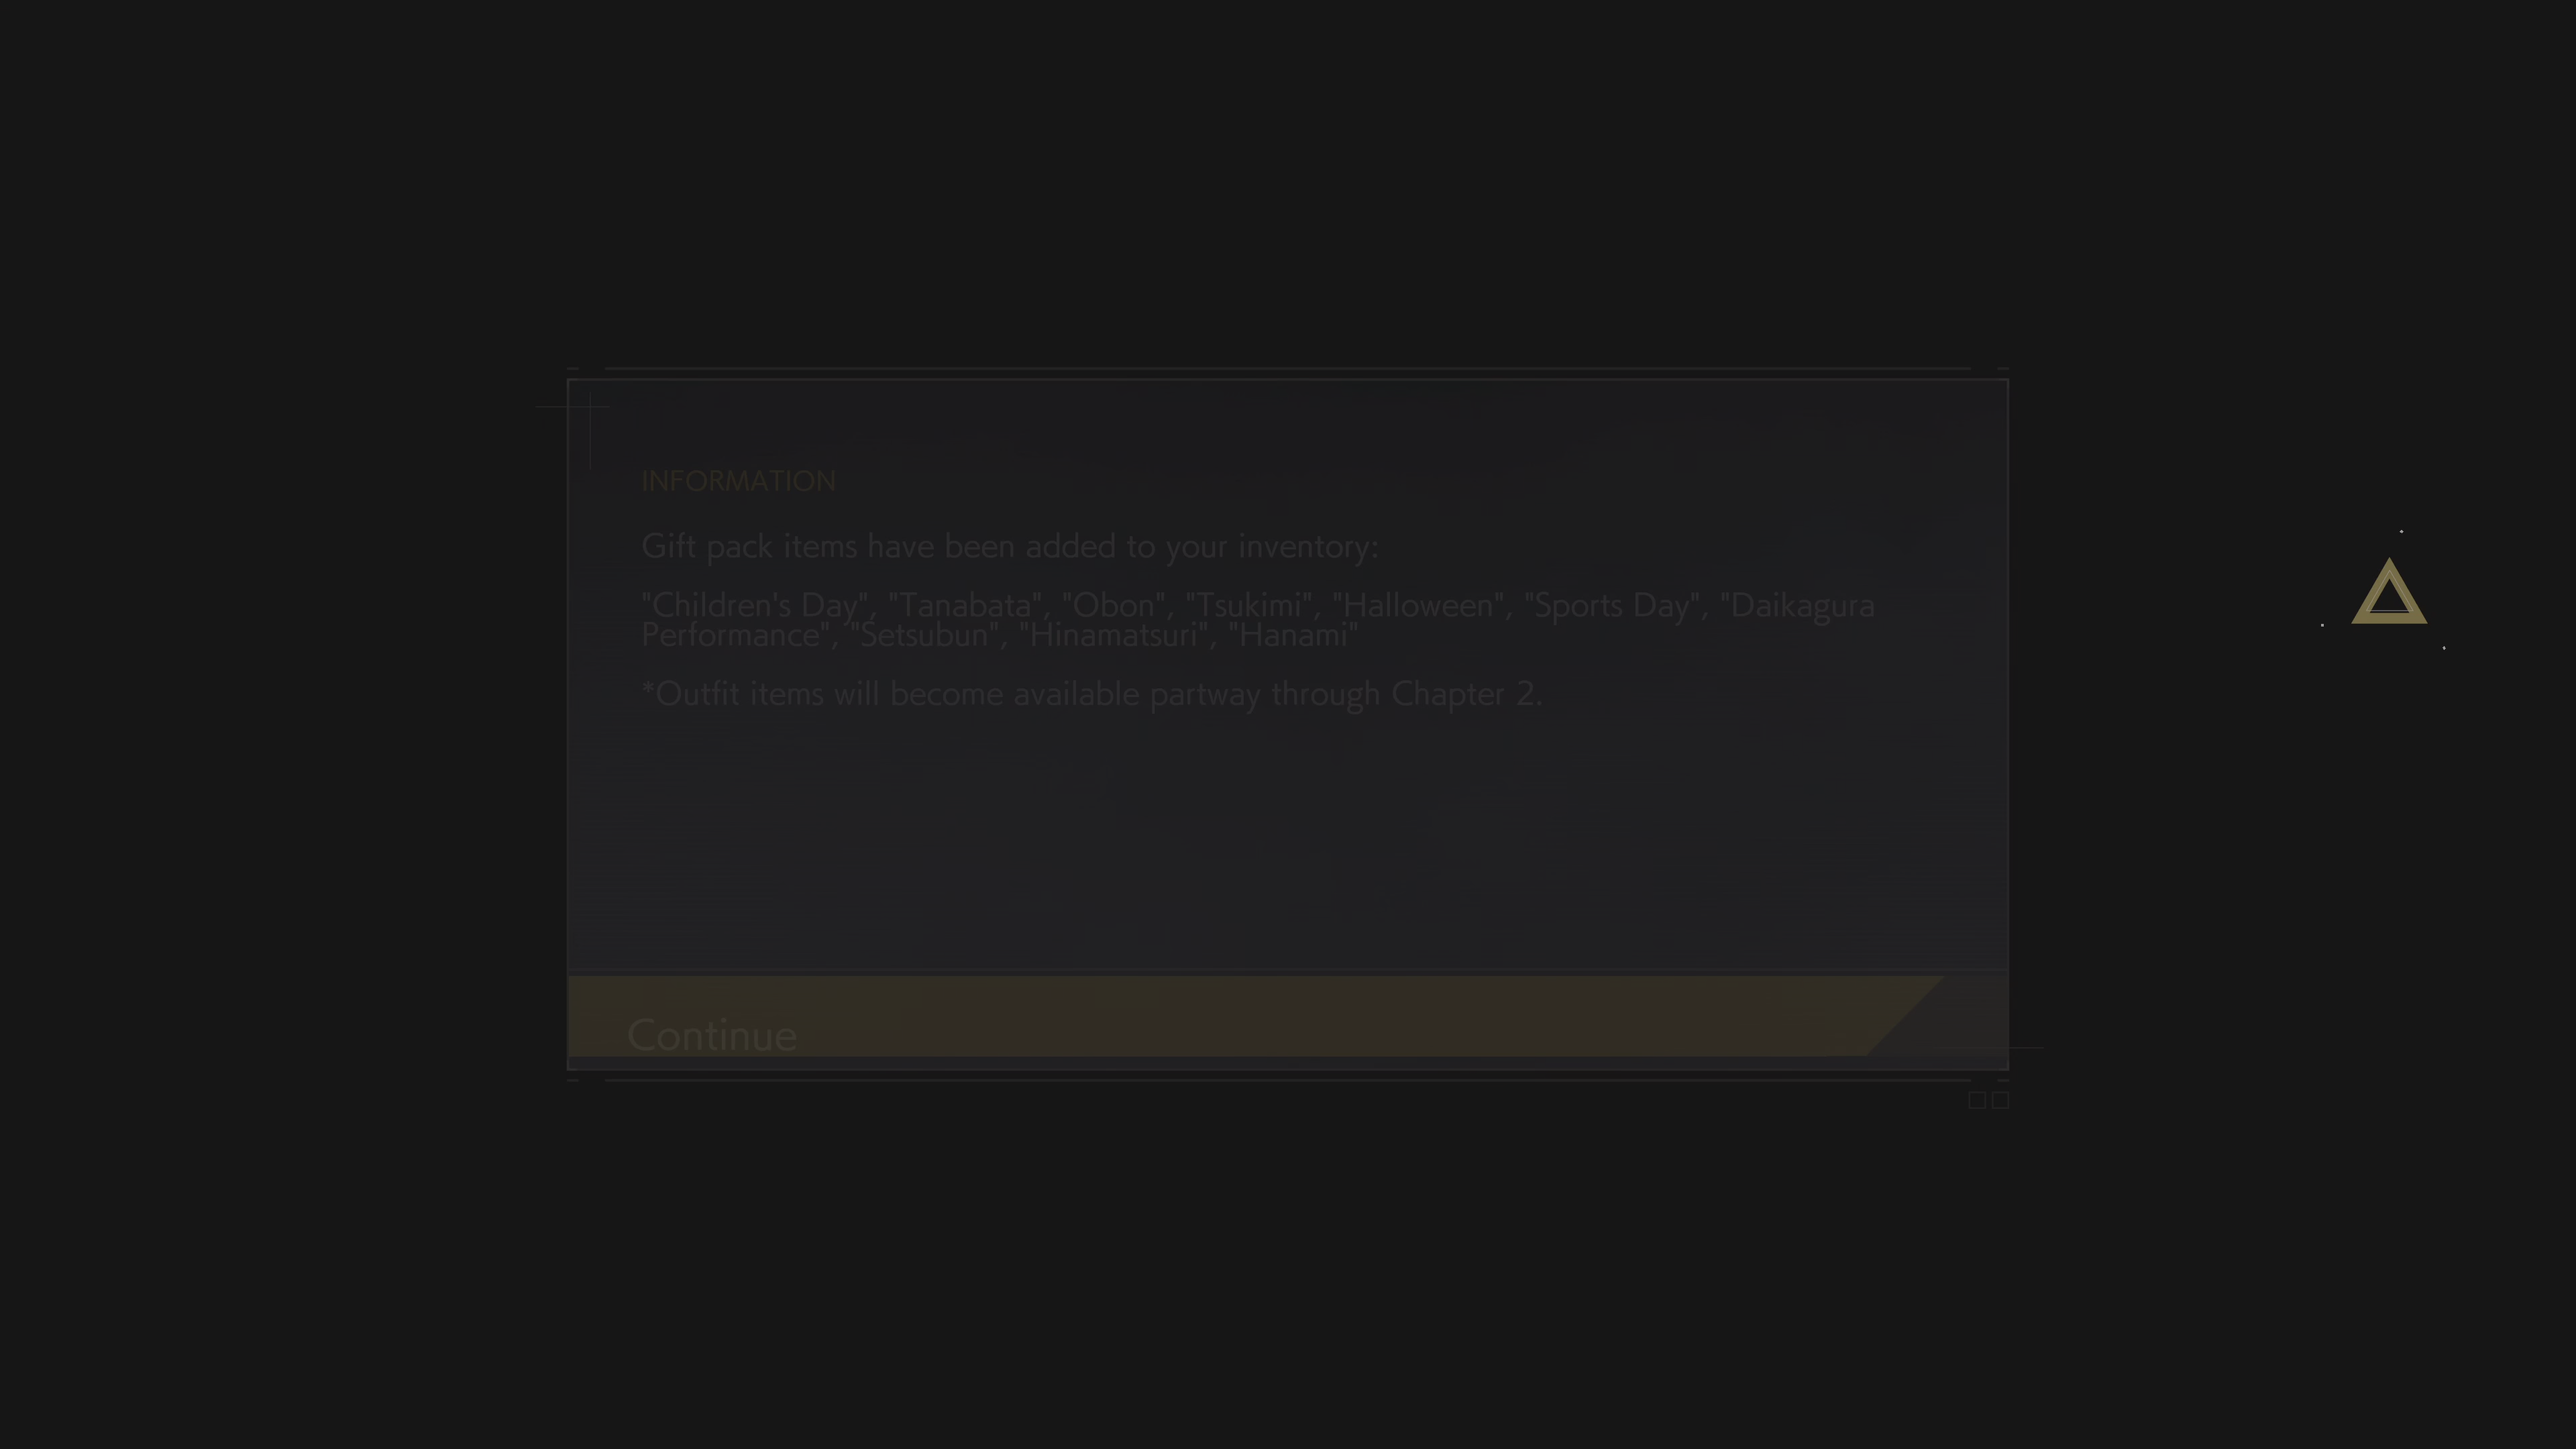 INFORMATION
Gift pack items have been added to your inventory:
"Children's Day", "Tanabata", "Obon", "Tsukimi", "Halloween", "Sports Day", "Daikagura
Performance", "Setsubun", "Hinamatsuri", "Hanami"
*Outfit items will become available partway through Chapter 2.
Continue